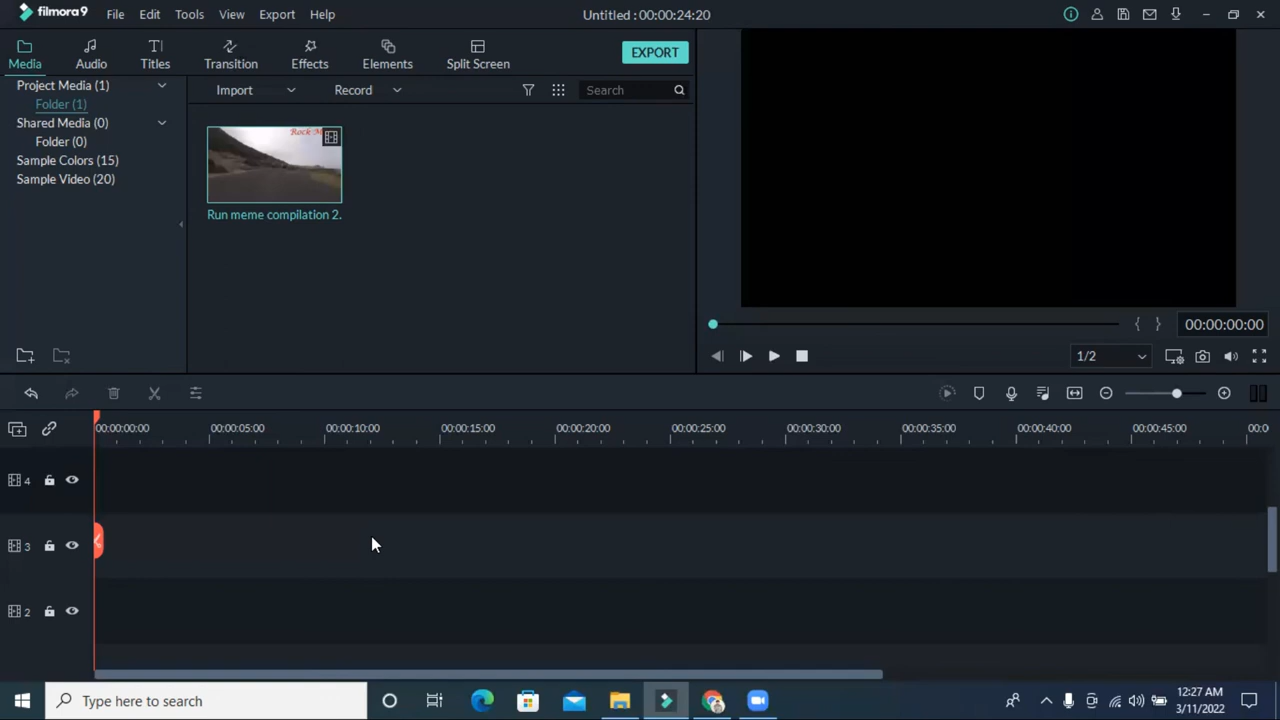 filmora9
File Edit Tools View Export Help
Untitled : 00:00:24:20
Media Audio Titles Transition Effects Elements Split Screen
EXPORT
Project Media (1)
Folder (1)
Shared Media (0)
Folder (0)
Sample Colors (15)
Sample Video (20)
Import Record Search
Run meme compilation 2.
00:00:00:00
1/2
00:00:00:00 00:00:05:00 00:00:10:00 00:00:15:00 00:00:20:00 00:00:25:00 00:00:30:00 00:00:35:00 00:00:40:00 00:00:45:00 00:0
4
3
2
Type here to search
12:27 AM
3/11/2022